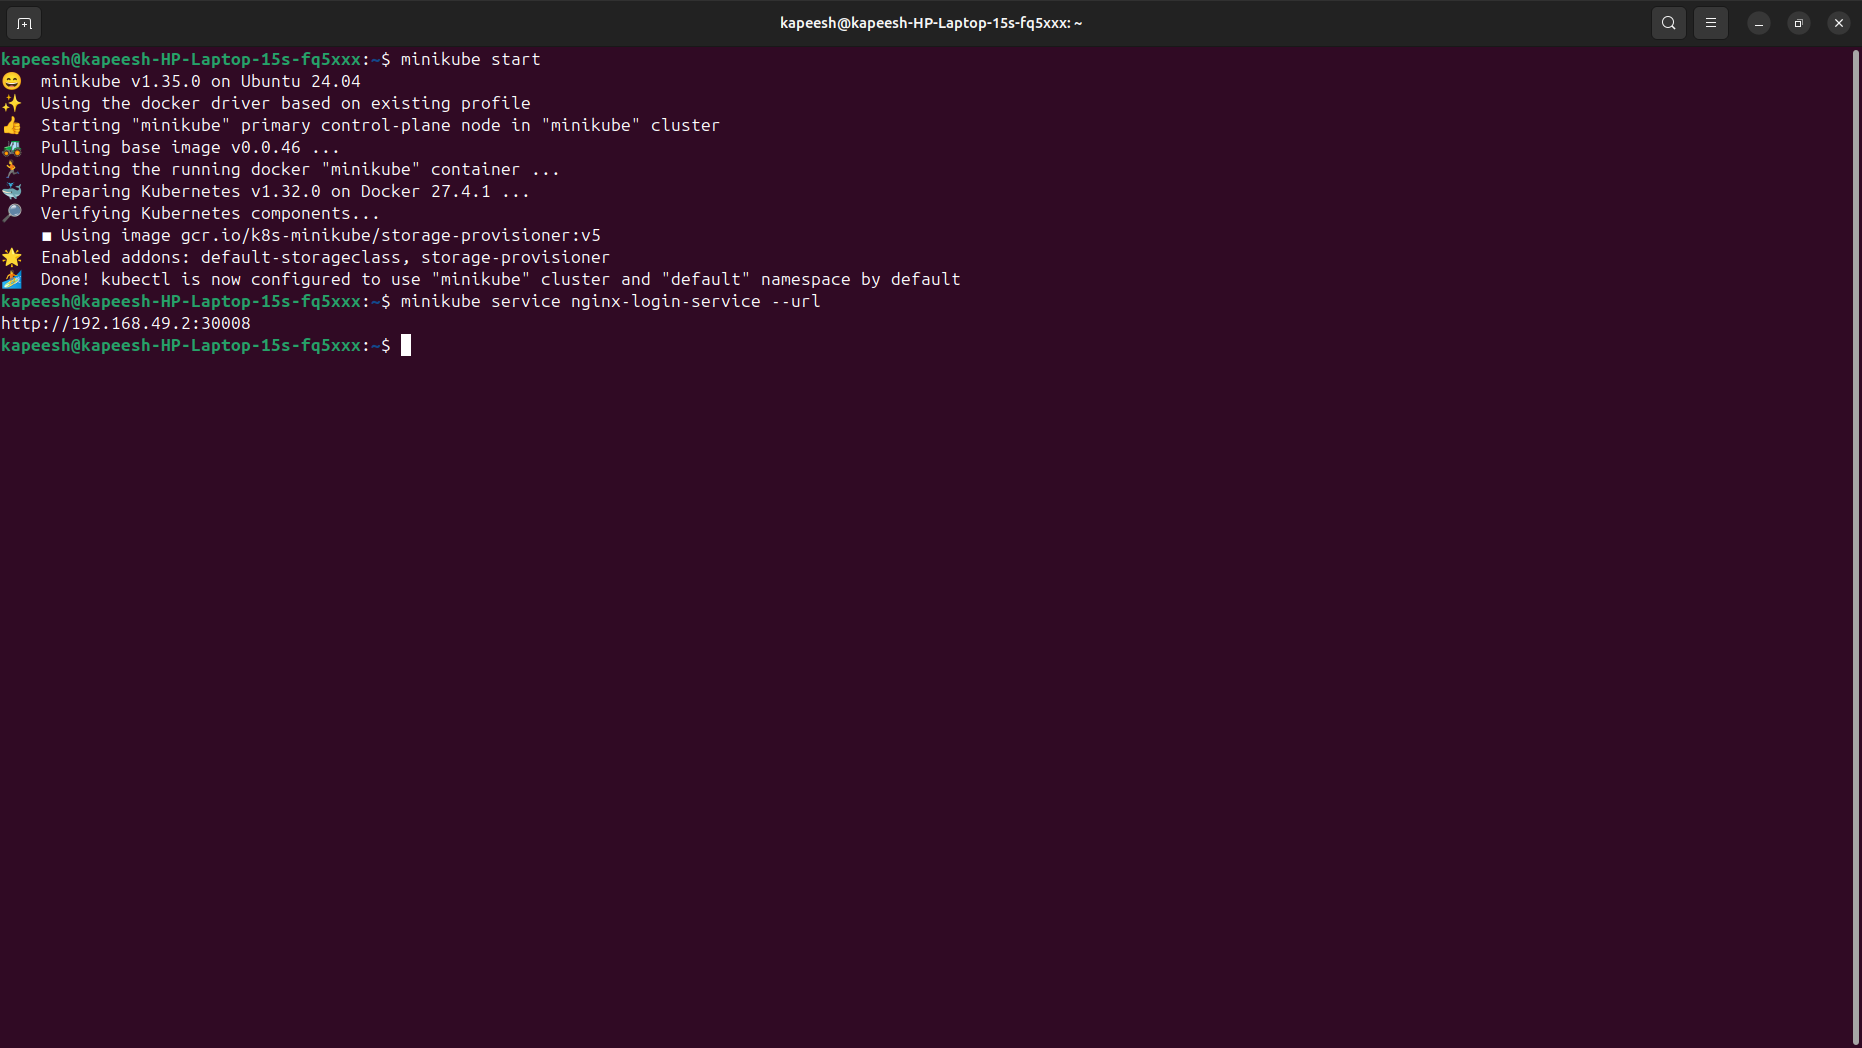 kapeesh@kapeesh-HP-Laptop-15s-fq5xxx: ~
kapeesh@kapeesh-HP-Laptop-15s-fq5xxx:~$ minikube start
😄  minikube v1.35.0 on Ubuntu 24.04
✨  Using the docker driver based on existing profile
👍  Starting "minikube" primary control-plane node in "minikube" cluster
🚜  Pulling base image v0.0.46 ...
🏃  Updating the running docker "minikube" container ...
🐳  Preparing Kubernetes v1.32.0 on Docker 27.4.1 ...
🔎  Verifying Kubernetes components...
    ▪ Using image gcr.io/k8s-minikube/storage-provisioner:v5
🌟  Enabled addons: default-storageclass, storage-provisioner
🏄  Done! kubectl is now configured to use "minikube" cluster and "default" namespace by default
kapeesh@kapeesh-HP-Laptop-15s-fq5xxx:~$ minikube service nginx-login-service --url
http://192.168.49.2:30008
kapeesh@kapeesh-HP-Laptop-15s-fq5xxx:~$